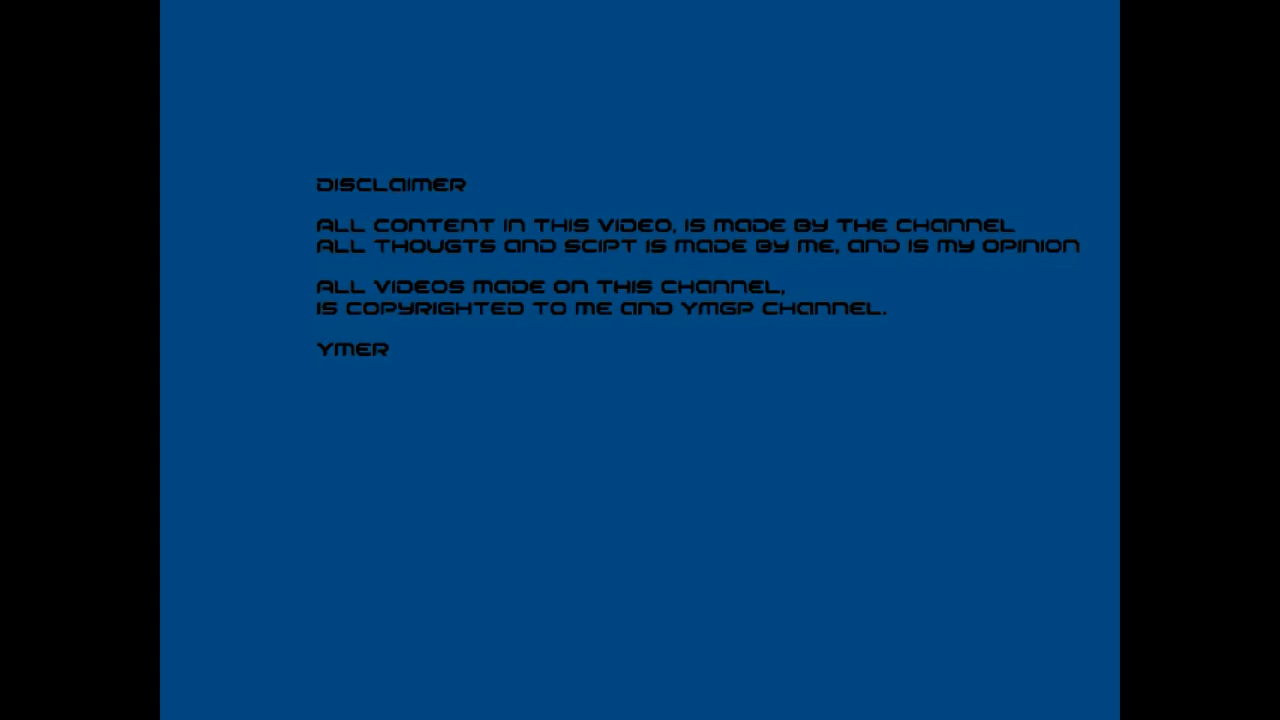 DISCLAIMER
ALL CONTENT IN THIS VIDEO, IS MADE BY THE CHANNEL
ALL THOUGTS AND SCIPT IS MADE BY ME, AND IS MY OPINION
ALL VIDEOS MADE ON THIS CHANNEL,
IS COPYRIGHTED TO ME AND YMGP CHANNEL.
YMER